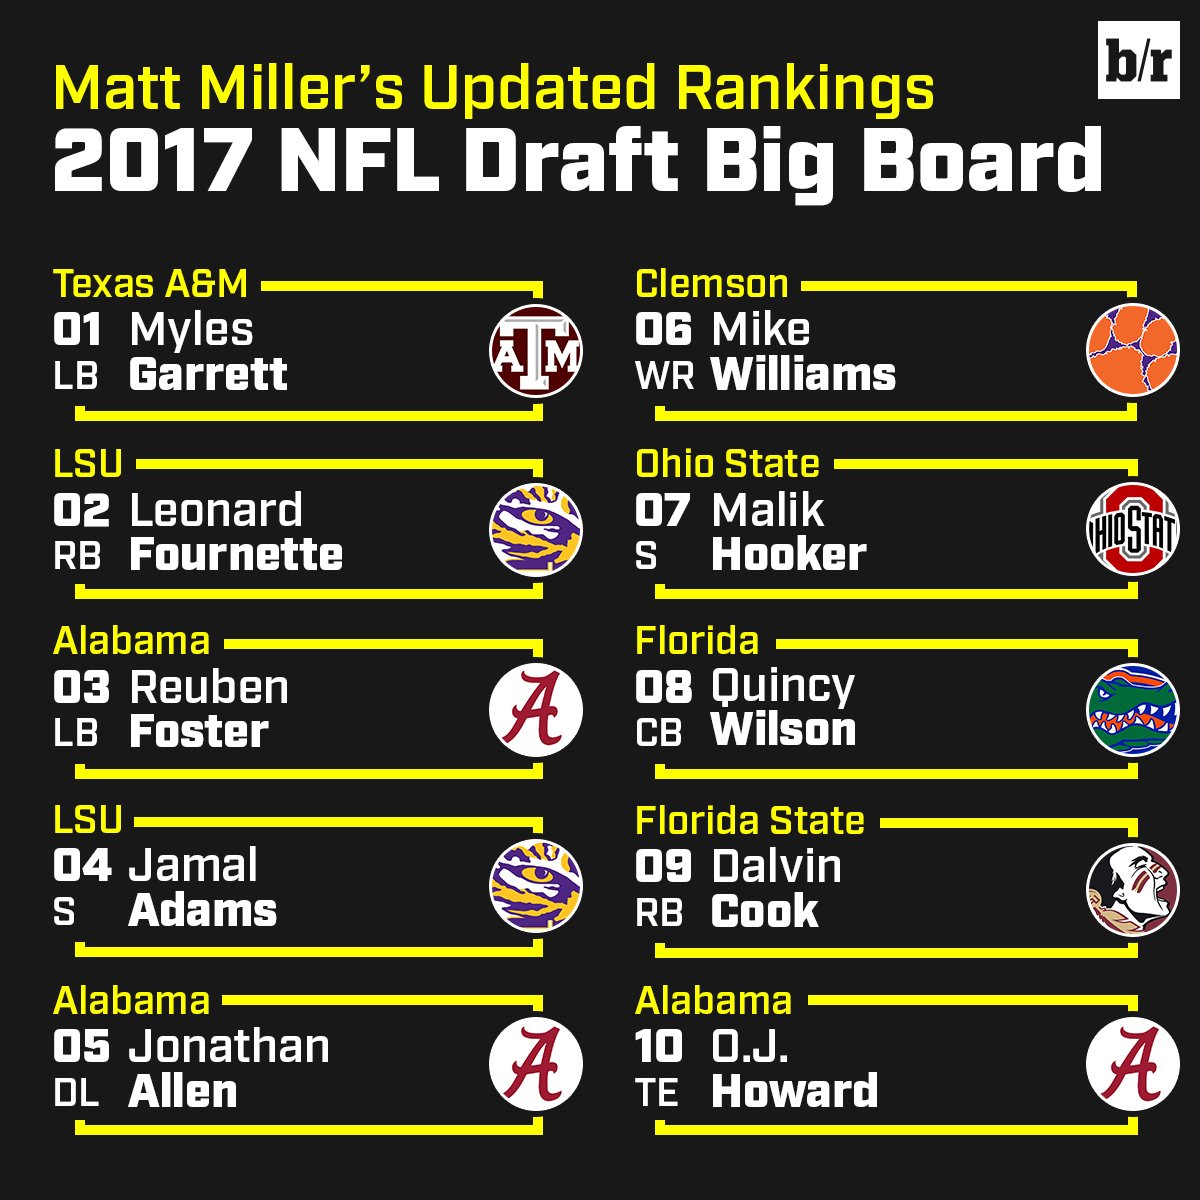 b/r
Matt Miller's Updated Rankings
2017 NFL Draft Big Board
Texas A&M
01 Myles
LB Garrett
ATM
LSU
02 Leonard
RB Fournette
Alabama
03 Reuben
LB Foster
A
LSU
04 Jamal
S Adams
Alabama
05 Jonathan
DL Allen
A
Clemson
06 Mike
WR Williams
Ohio State
07 Malik
S Hooker
OHIO STATE
Florida
08 Quincy
CB Wilson
Florida State
09 Dalvin
RB Cook
Alabama
10 O.J.
TE Howard
A